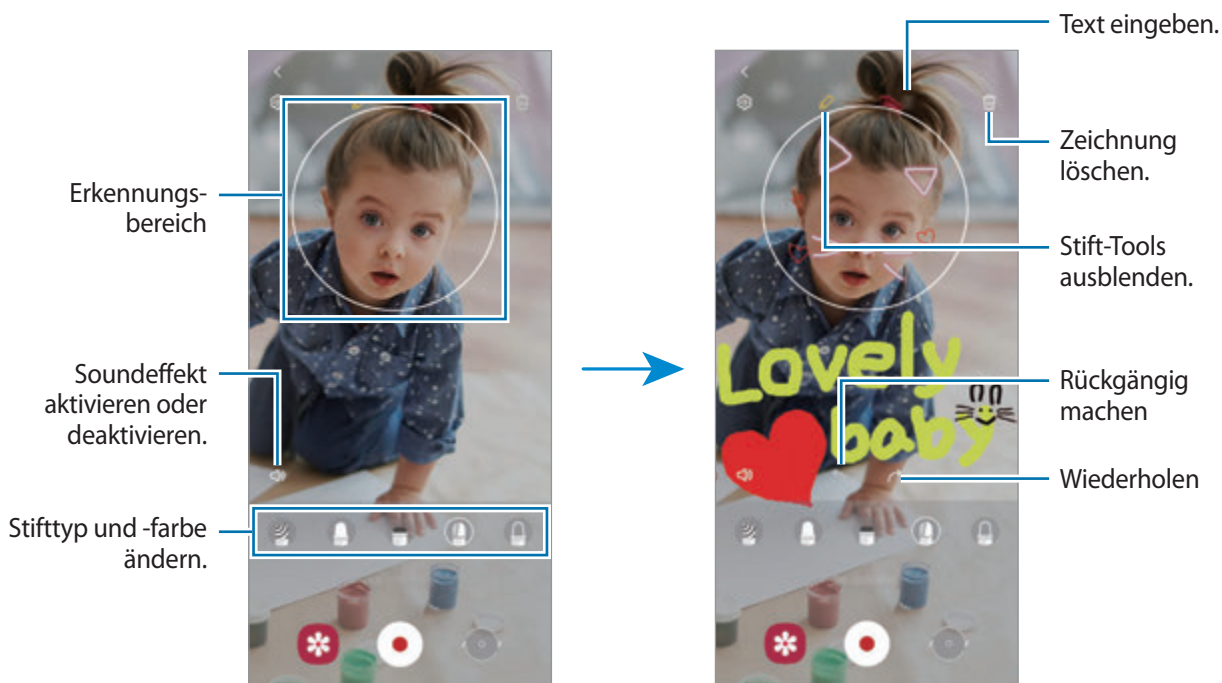 Text eingeben.
Zeichnung
löschen.
Erkennungs-
bereich
Stift-Tools
ausblenden.
Lovely
baby
Soundeffekt
aktivieren oder
deaktivieren.
Rückgängig
machen
Wiederholen
Stifttyp und -farbe
ändern.